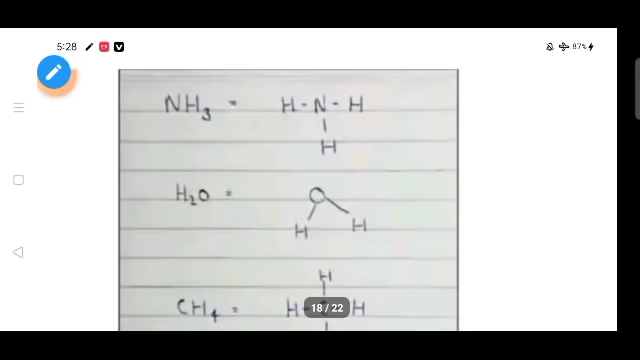 5:28 87%
NH₃ = H - N - H
H
H₂O = O
H H
H
CH₄ = H - H
18 / 22